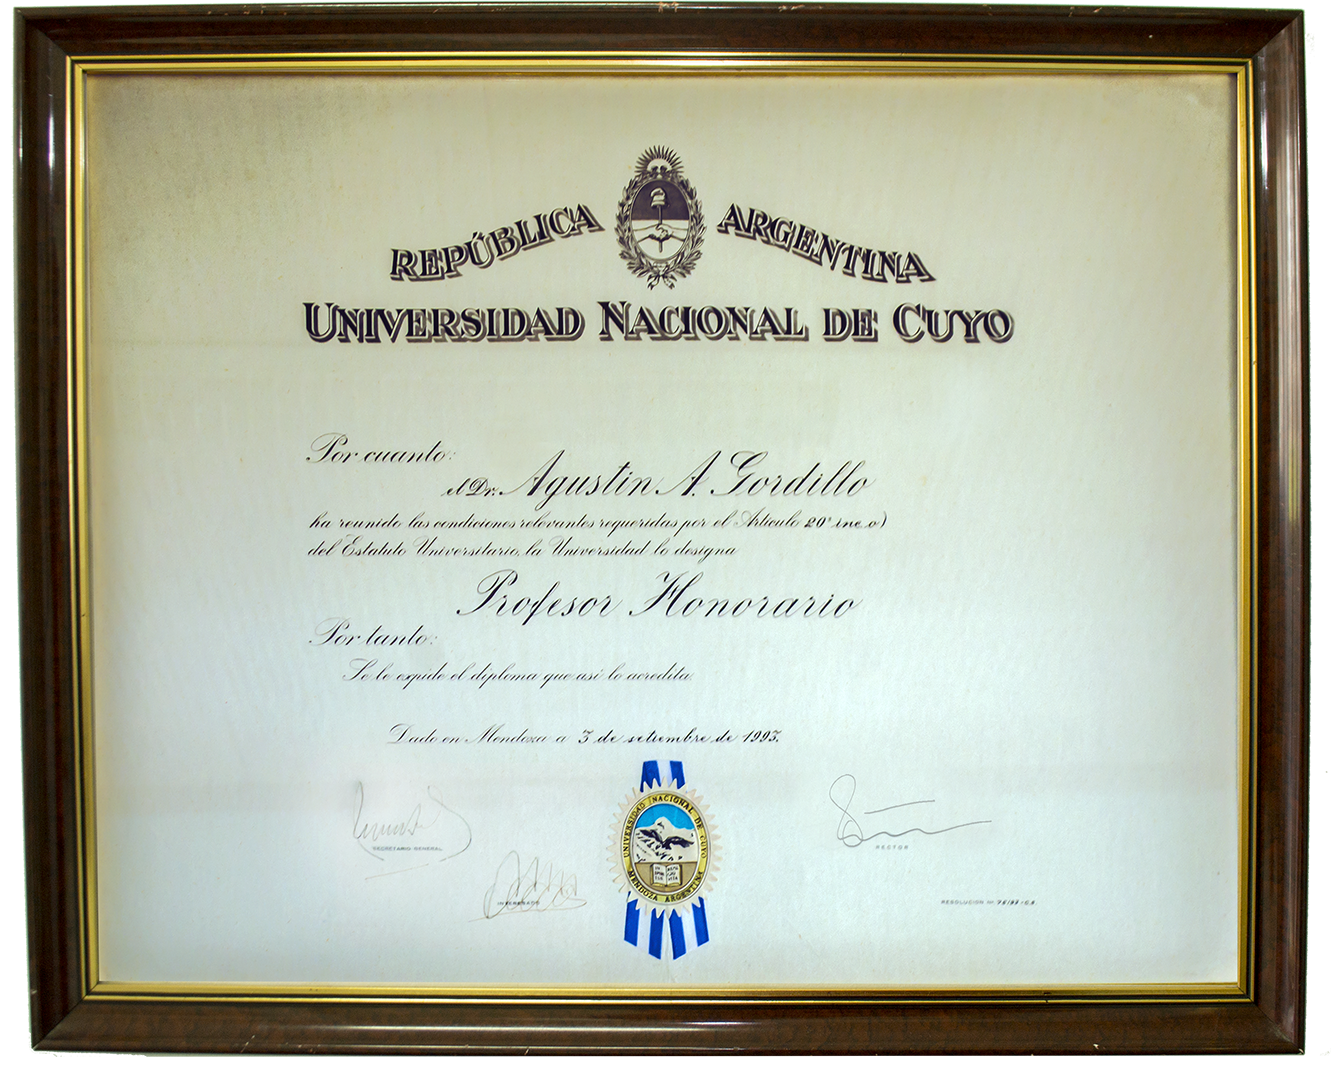 REPÚBLICA ARGENTINA
UNIVERSIDAD NACIONAL DE CUYO
Por cuanto:
el Dr. Agustín A. Gordillo
ha reunido las condiciones relevantes requeridas por el Artículo 20° inc. o)
del Estatuto Universitario, la Universidad lo designa
Profesor Honorario
Por tanto:
Se le expide el diploma que así lo acredita.
Dado en Mendoza a 3 de setiembre de 1993.
SECRETARIO GENERAL
RECTOR
INTERESADO
UNIVERSIDAD NACIONAL DE CUYO
MENDOZA ARGENTINA
RESOLUCION Nº